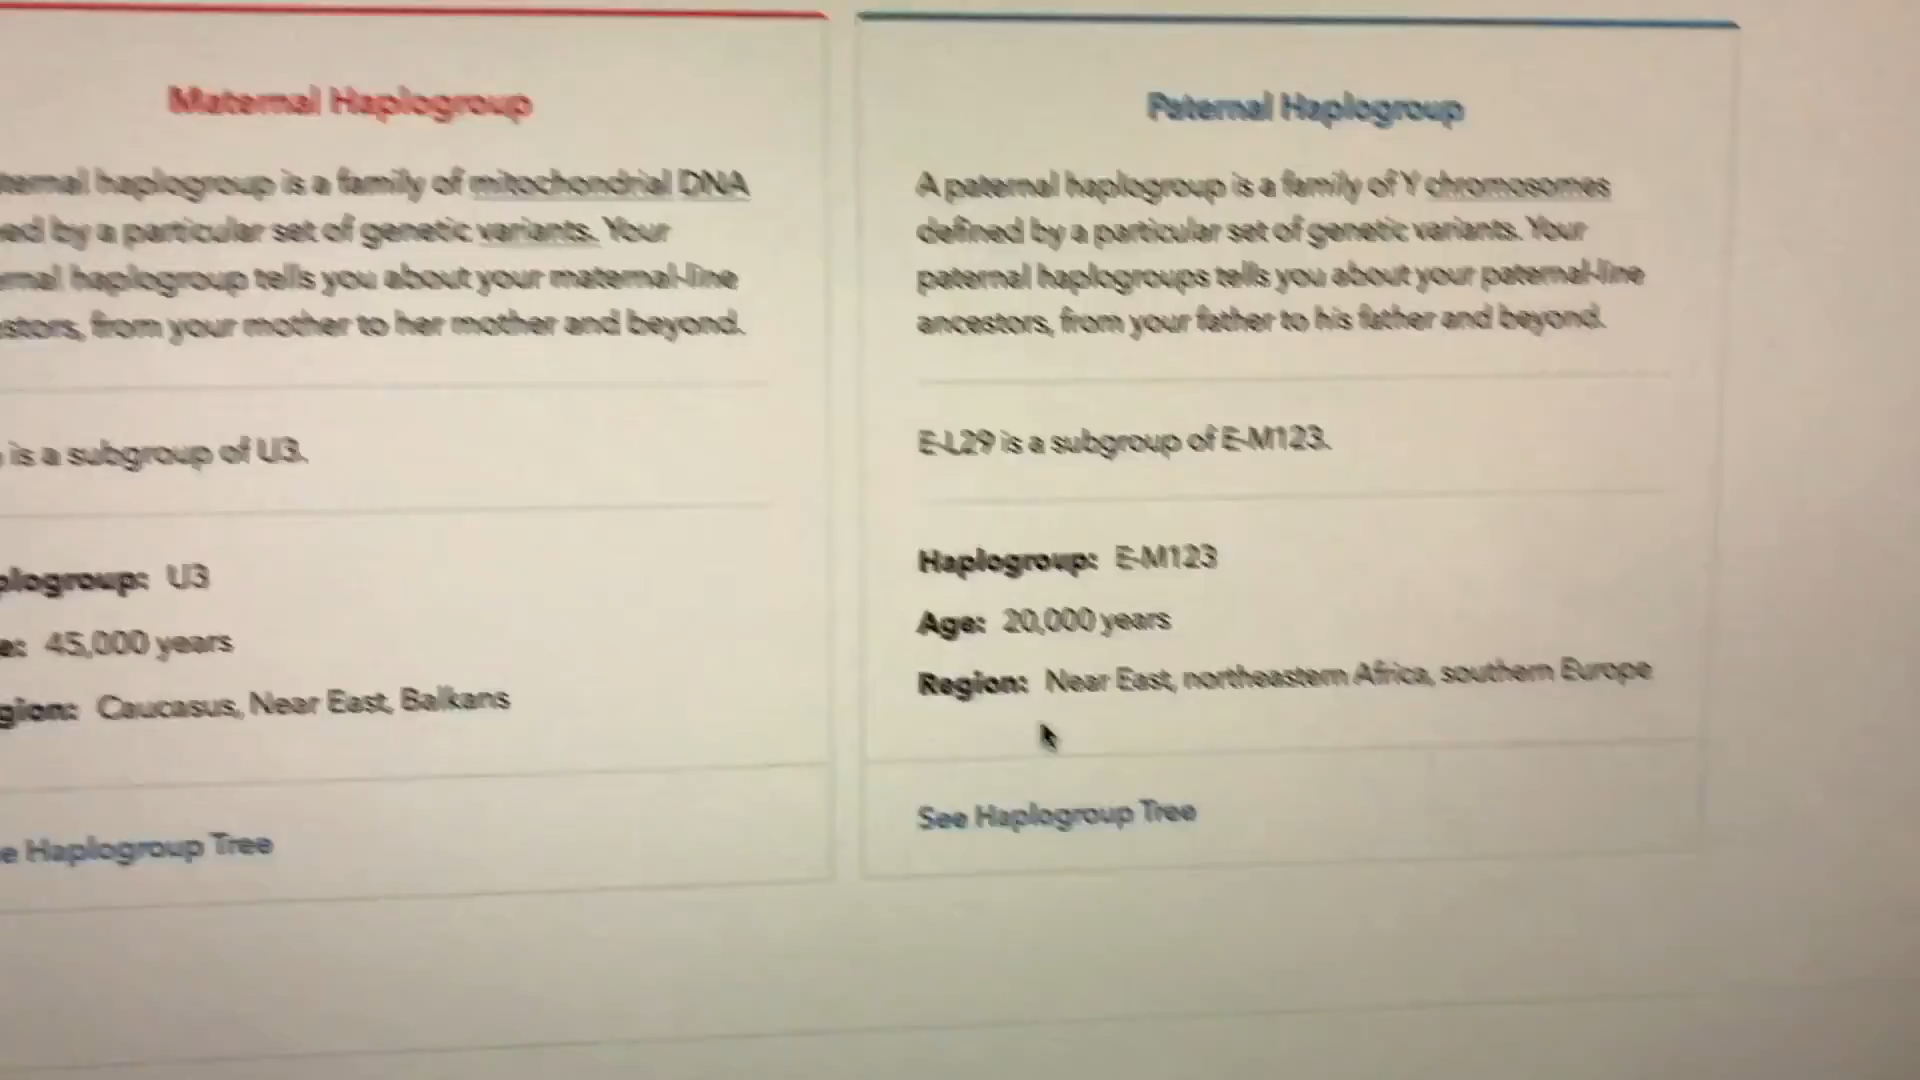 Maternal Haplogroup
haplogroup is a family of mitochondrial DNA
by a particular set of genetic variants. Your
haplogroup tells you about your maternal-line
from your mother to her mother and beyond.
is a subgroup of U3.
U3
45,000 years
Caucasus, Near East, Balkans
Haplogroup Tree
Paternal Haplogroup
A paternal haplogroup is a family of Y chromosomes
defined by a particular set of genetic variants. Your
paternal haplogroups tells you about your paternal-line
ancestors, from your father to his father and beyond.
E-L29 is a subgroup of E-M123.
Haplogroup: E-M123
Age: 20,000 years
Region: Near East, northeastern Africa, southern Europe
See Haplogroup Tree